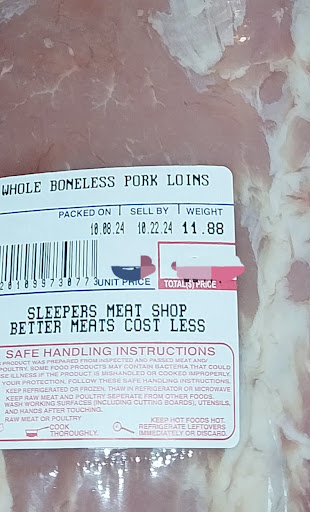 WHOLE BONELESS PORK LOINS
PACKED ON SELL BY WEIGHT
10.08.24 10.22.24 11.88
201099730773 UNIT PRICE TOTAL($) PRICE
SLEEPERS MEAT SHOP
BETTER MEATS COST LESS
SAFE HANDLING INSTRUCTIONS
PRODUCT WAS PREPARED FROM INSPECTED AND PASSED MEAT AND/
POULTRY. SOME FOOD PRODUCTS MAY CONTAIN BACTERIA THAT COULD
SE ILLNESS IF THE PRODUCT IS MISHANDLED OR COOKED IMPROPERLY.
YOUR PROTECTION, FOLLOW THESE SAFE HANDLING INSTRUCTIONS.
KEEP REFRIGERATED OR FROZEN. THAW IN REFRIGERATOR OR MICROWAVE
KEEP RAW MEAT AND POULTRY SEPERATE FROM OTHER FOODS.
WASH WORKING SURFACES (INCLUDING CUTTING BOARDS), UTENSILS,
AND HANDS AFTER TOUCHING
RAW MEAT OR POULTRY KEEP HOT FOODS HOT.
COOK REFRIGERATE LEFTOVERS
THOROUGHLY. IMMEDIATELY OR DISCARD.